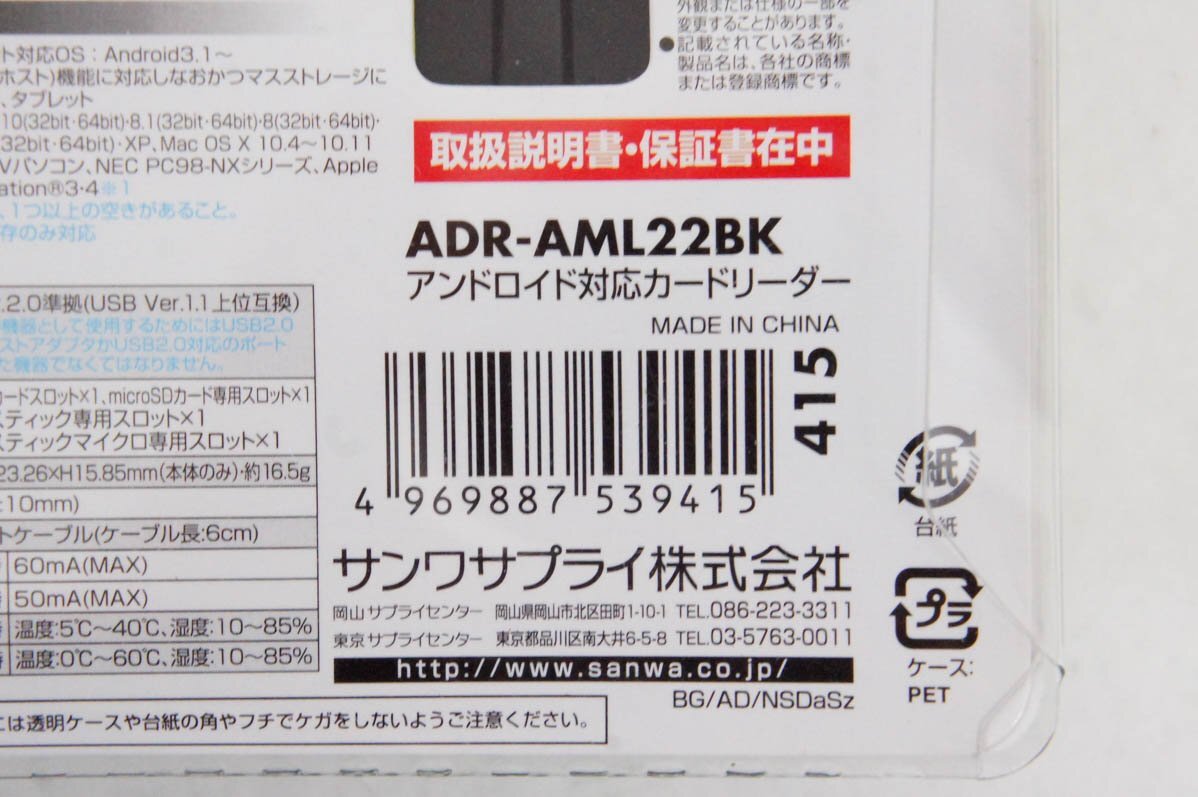 ト対応OS:Android3.1〜
ホスト)機能に対応しなおかつマスストレージに
、タブレット
10(32bit・64bit)・8.1(32bit・64bit)・8(32bit・64bit)・
(32bit・64bit)・XP、Mac OS X 10.4〜10.11
Vパソコン、NEC PC98-NXシリーズ、Apple
ation®3・4※1
、1つ以上の空きがあること。
存のみ対応
外観または仕様の一部を
変更することがあります。
●記載されている名称・
製品名は、各社の商標
または登録商標です。
取扱説明書・保証書在中
ADR-AML22BK
アンドロイド対応カードリーダー
MADE IN CHINA
.2.0準拠(USB Ver.1.1上位互換)
機器として使用するためにはUSB2.0
ストアダプタかUSB2.0対応のポート
た機器でなくてはなりません。
カードスロット×1、microSDカード専用スロット×1
スティック専用スロット×1
スティックマイクロ専用スロット×1
23.26×H15.85mm(本体のみ)・約16.5g
:10mm)
トケーブル(ケーブル長:6cm)
60mA(MAX)
50mA(MAX)
温度:5℃〜40℃、湿度:10〜85%
温度:0℃〜60℃、湿度:10〜85%
415
4 969887 539415
サンワサプライ株式会社
岡山サプライセンター 岡山県岡山市北区田町1-10-1 TEL.086-223-3311
東京サプライセンター 東京都品川区南大井6-5-8 TEL.03-5763-0011
http://www.sanwa.co.jp/
BG/AD/NSDaSz
紙
台紙
プラ
ケース:
PET
には透明ケースや台紙の角やフチでケガをしないようご注意ください。